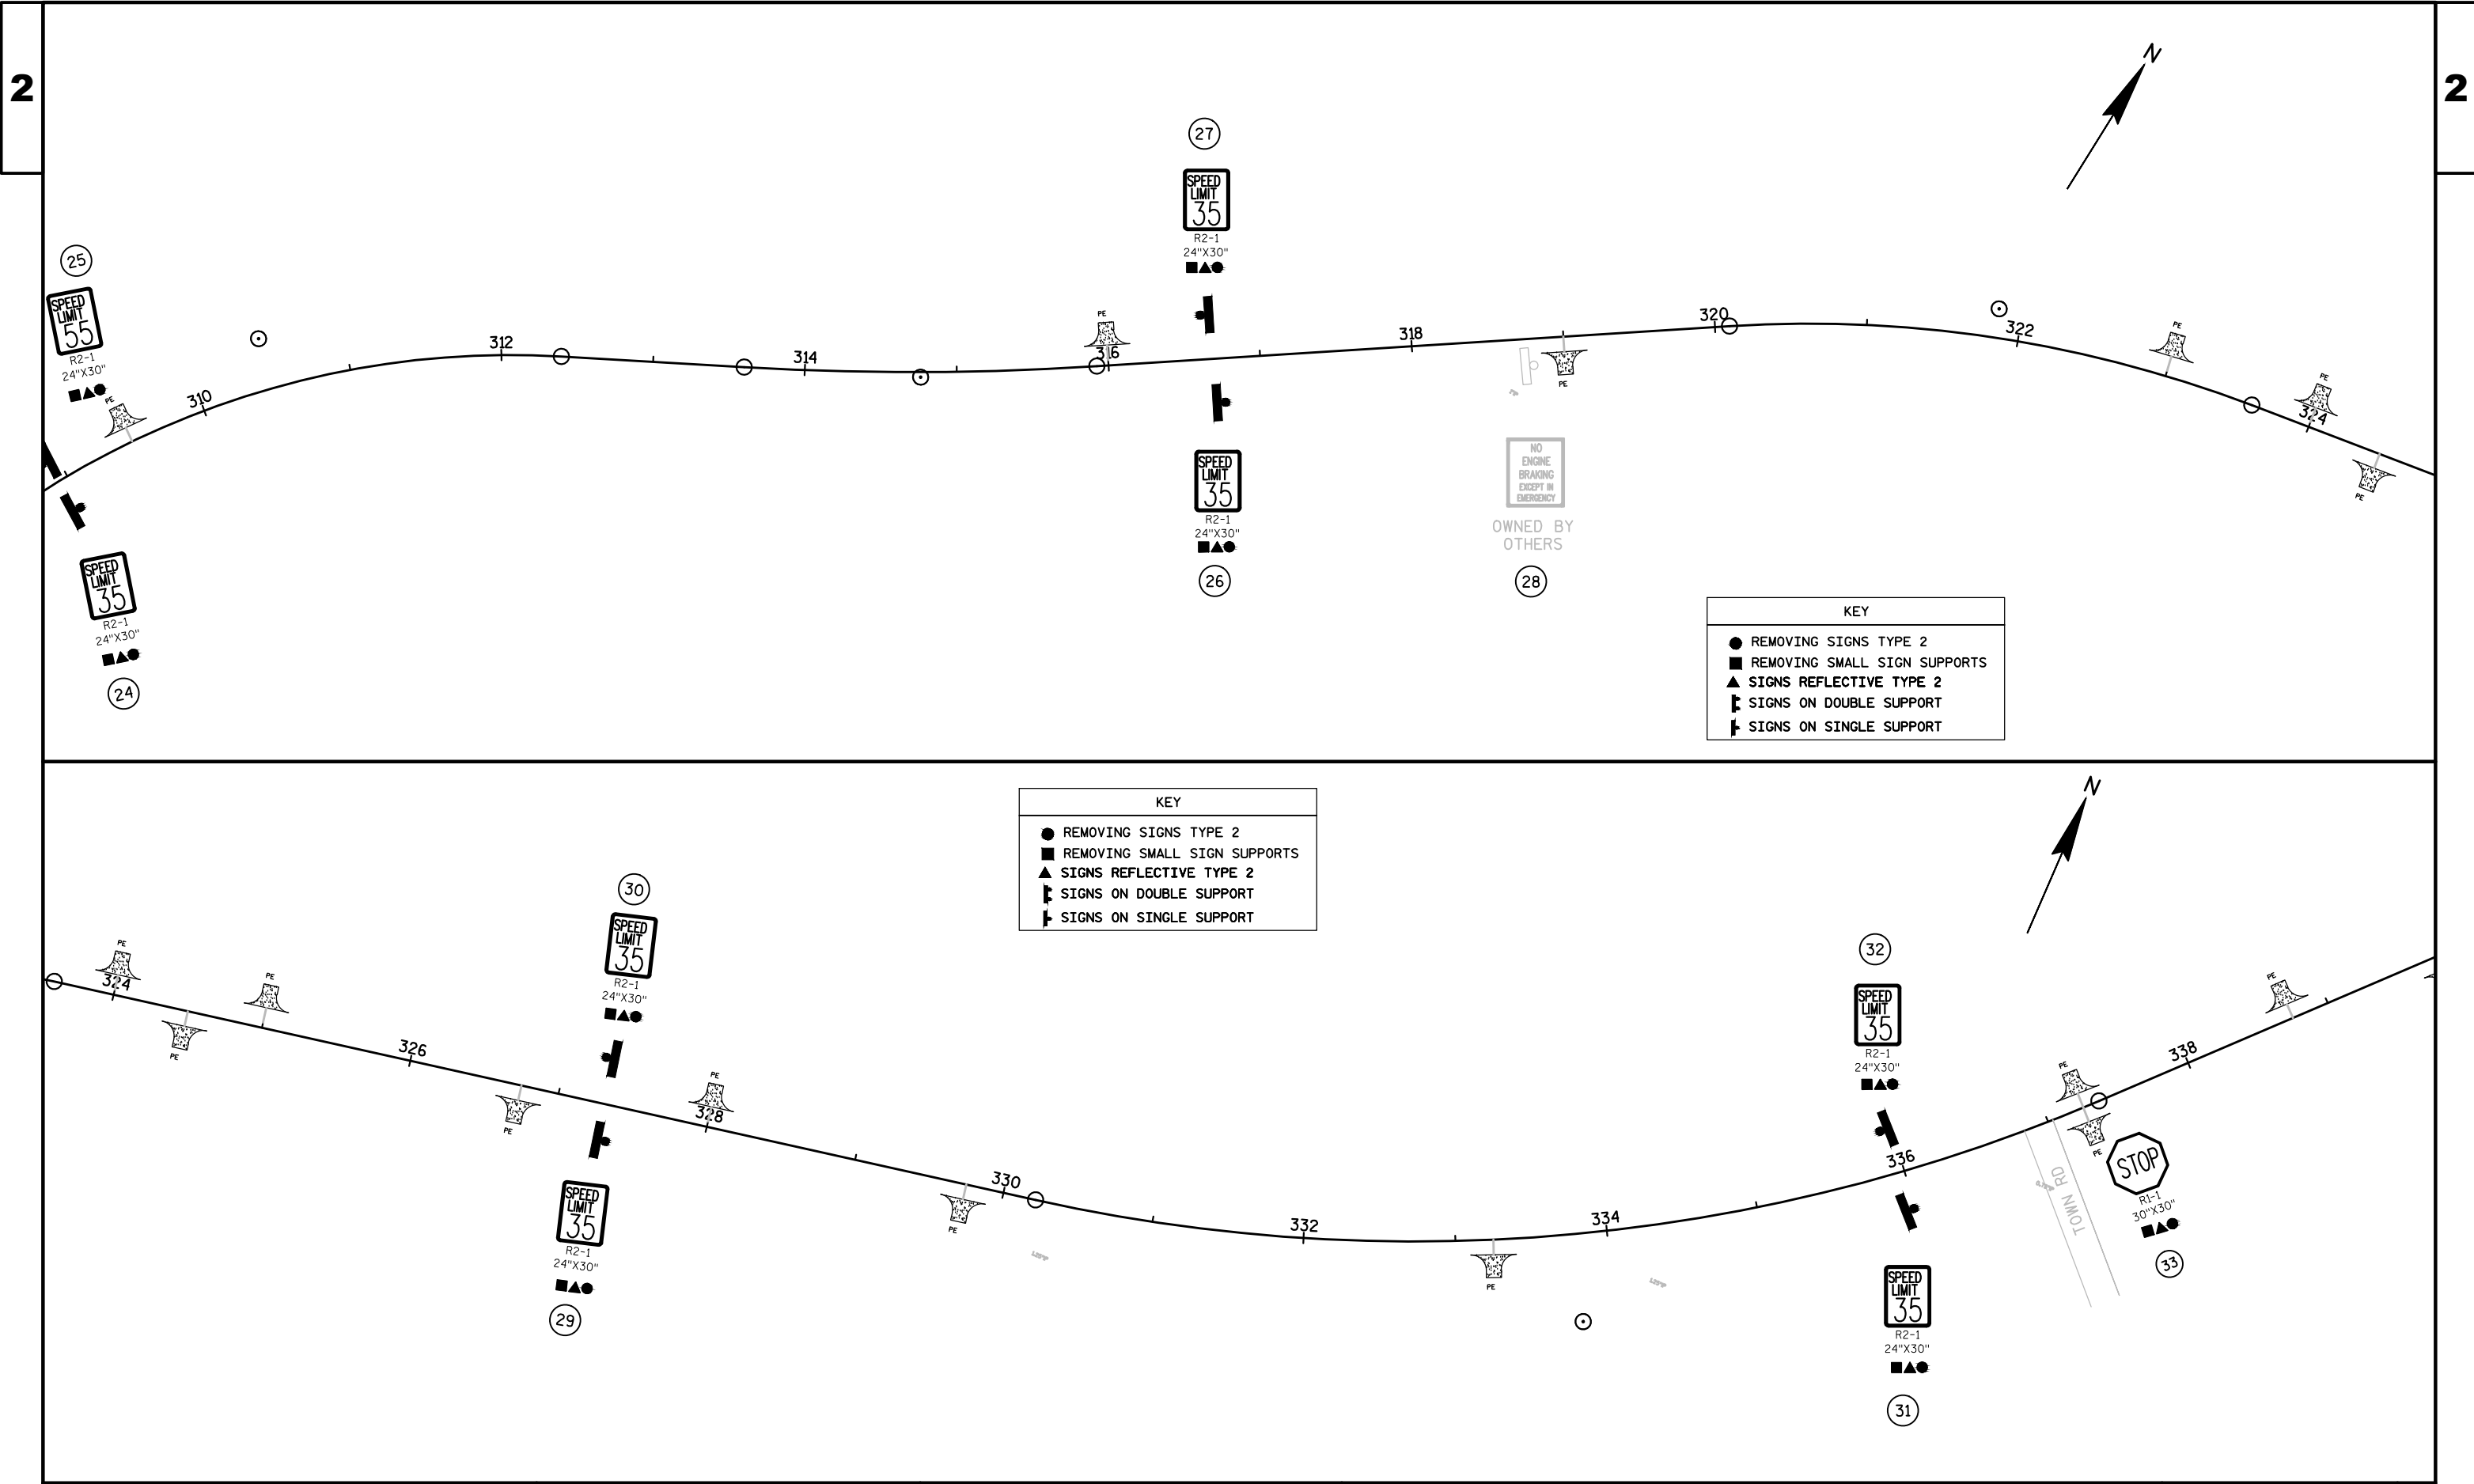 2
2
N
27
SPEED
LIMIT
35
R2-1
24"X30"
25
SPEED
LIMIT
55
R2-1
24"X30"
PE
310
312
314
PE
316
318
320
322
PE
PE
324
PE
PE
SPEED
LIMIT
35
R2-1
24"X30"
24
SPEED
LIMIT
35
R2-1
24"X30"
26
NO
ENGINE
BRAKING
EXCEPT IN
EMERGENCY
OWNED BY
OTHERS
28
KEY
REMOVING SIGNS TYPE 2
REMOVING SMALL SIGN SUPPORTS
SIGNS REFLECTIVE TYPE 2
SIGNS ON DOUBLE SUPPORT
SIGNS ON SINGLE SUPPORT
N
KEY
REMOVING SIGNS TYPE 2
REMOVING SMALL SIGN SUPPORTS
SIGNS REFLECTIVE TYPE 2
SIGNS ON DOUBLE SUPPORT
SIGNS ON SINGLE SUPPORT
30
SPEED
LIMIT
35
R2-1
24"X30"
32
SPEED
LIMIT
35
R2-1
24"X30"
PE
324
PE
PE
326
PE
PE
328
330
PE
332
334
PE
336
338
PE
PE
PE
SPEED
LIMIT
35
R2-1
24"X30"
29
SPEED
LIMIT
35
R2-1
24"X30"
31
TOWN RD
STOP
R1-1
30"X30"
33